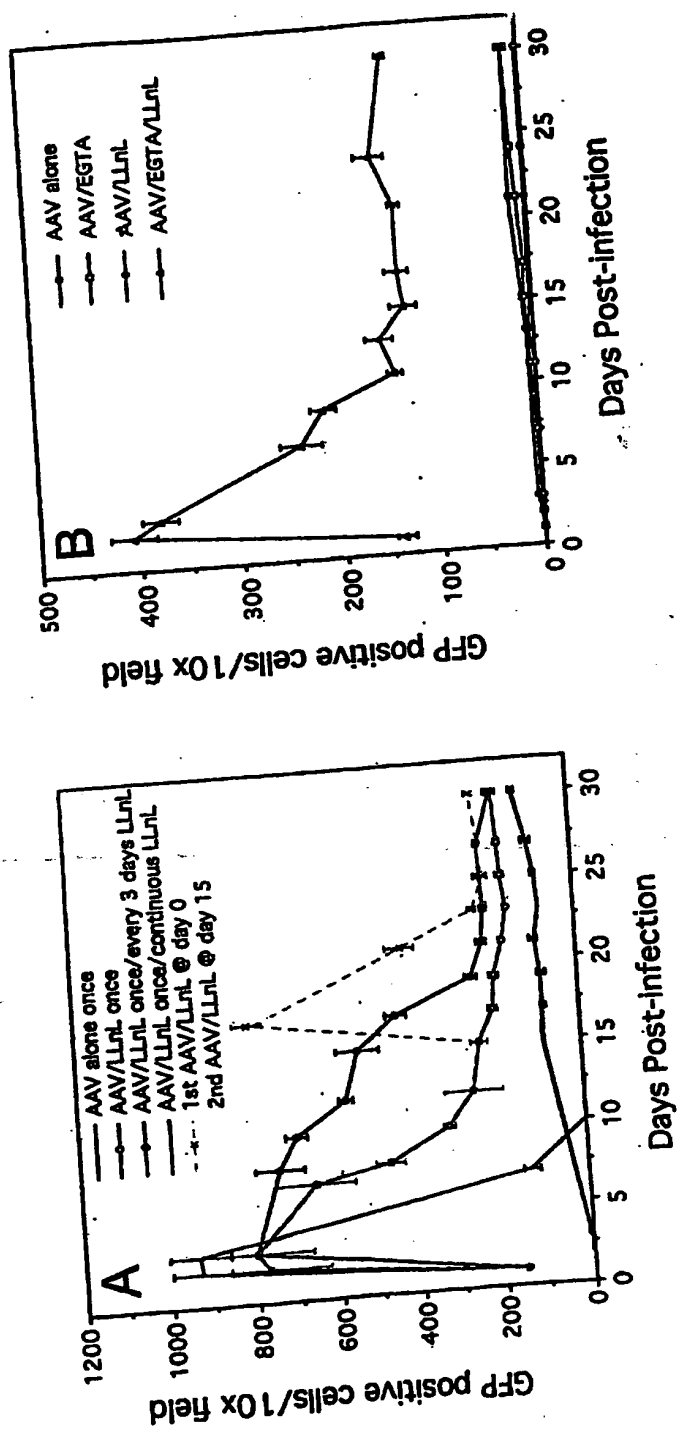 A
AAV alone once
AAV/LLnL once
AAV/LLnL once/every 3 days LLnL
AAV/LLnL once/continuous LLnL
1st AAV/LLnL @ day 0
2nd AAV/LLnL @ day 15
GFP positive cells/10x field
1200
1000
800
600
400
200
0
0
5
10
15
20
25
30
Days Post-infection
B
AAV alone
AAV/EGTA
AAV/LLnL
AAV/EGTA/LLnL
GFP positive cells/10x field
500
400
300
200
100
0
0
5
10
15
20
25
30
Days Post-infection